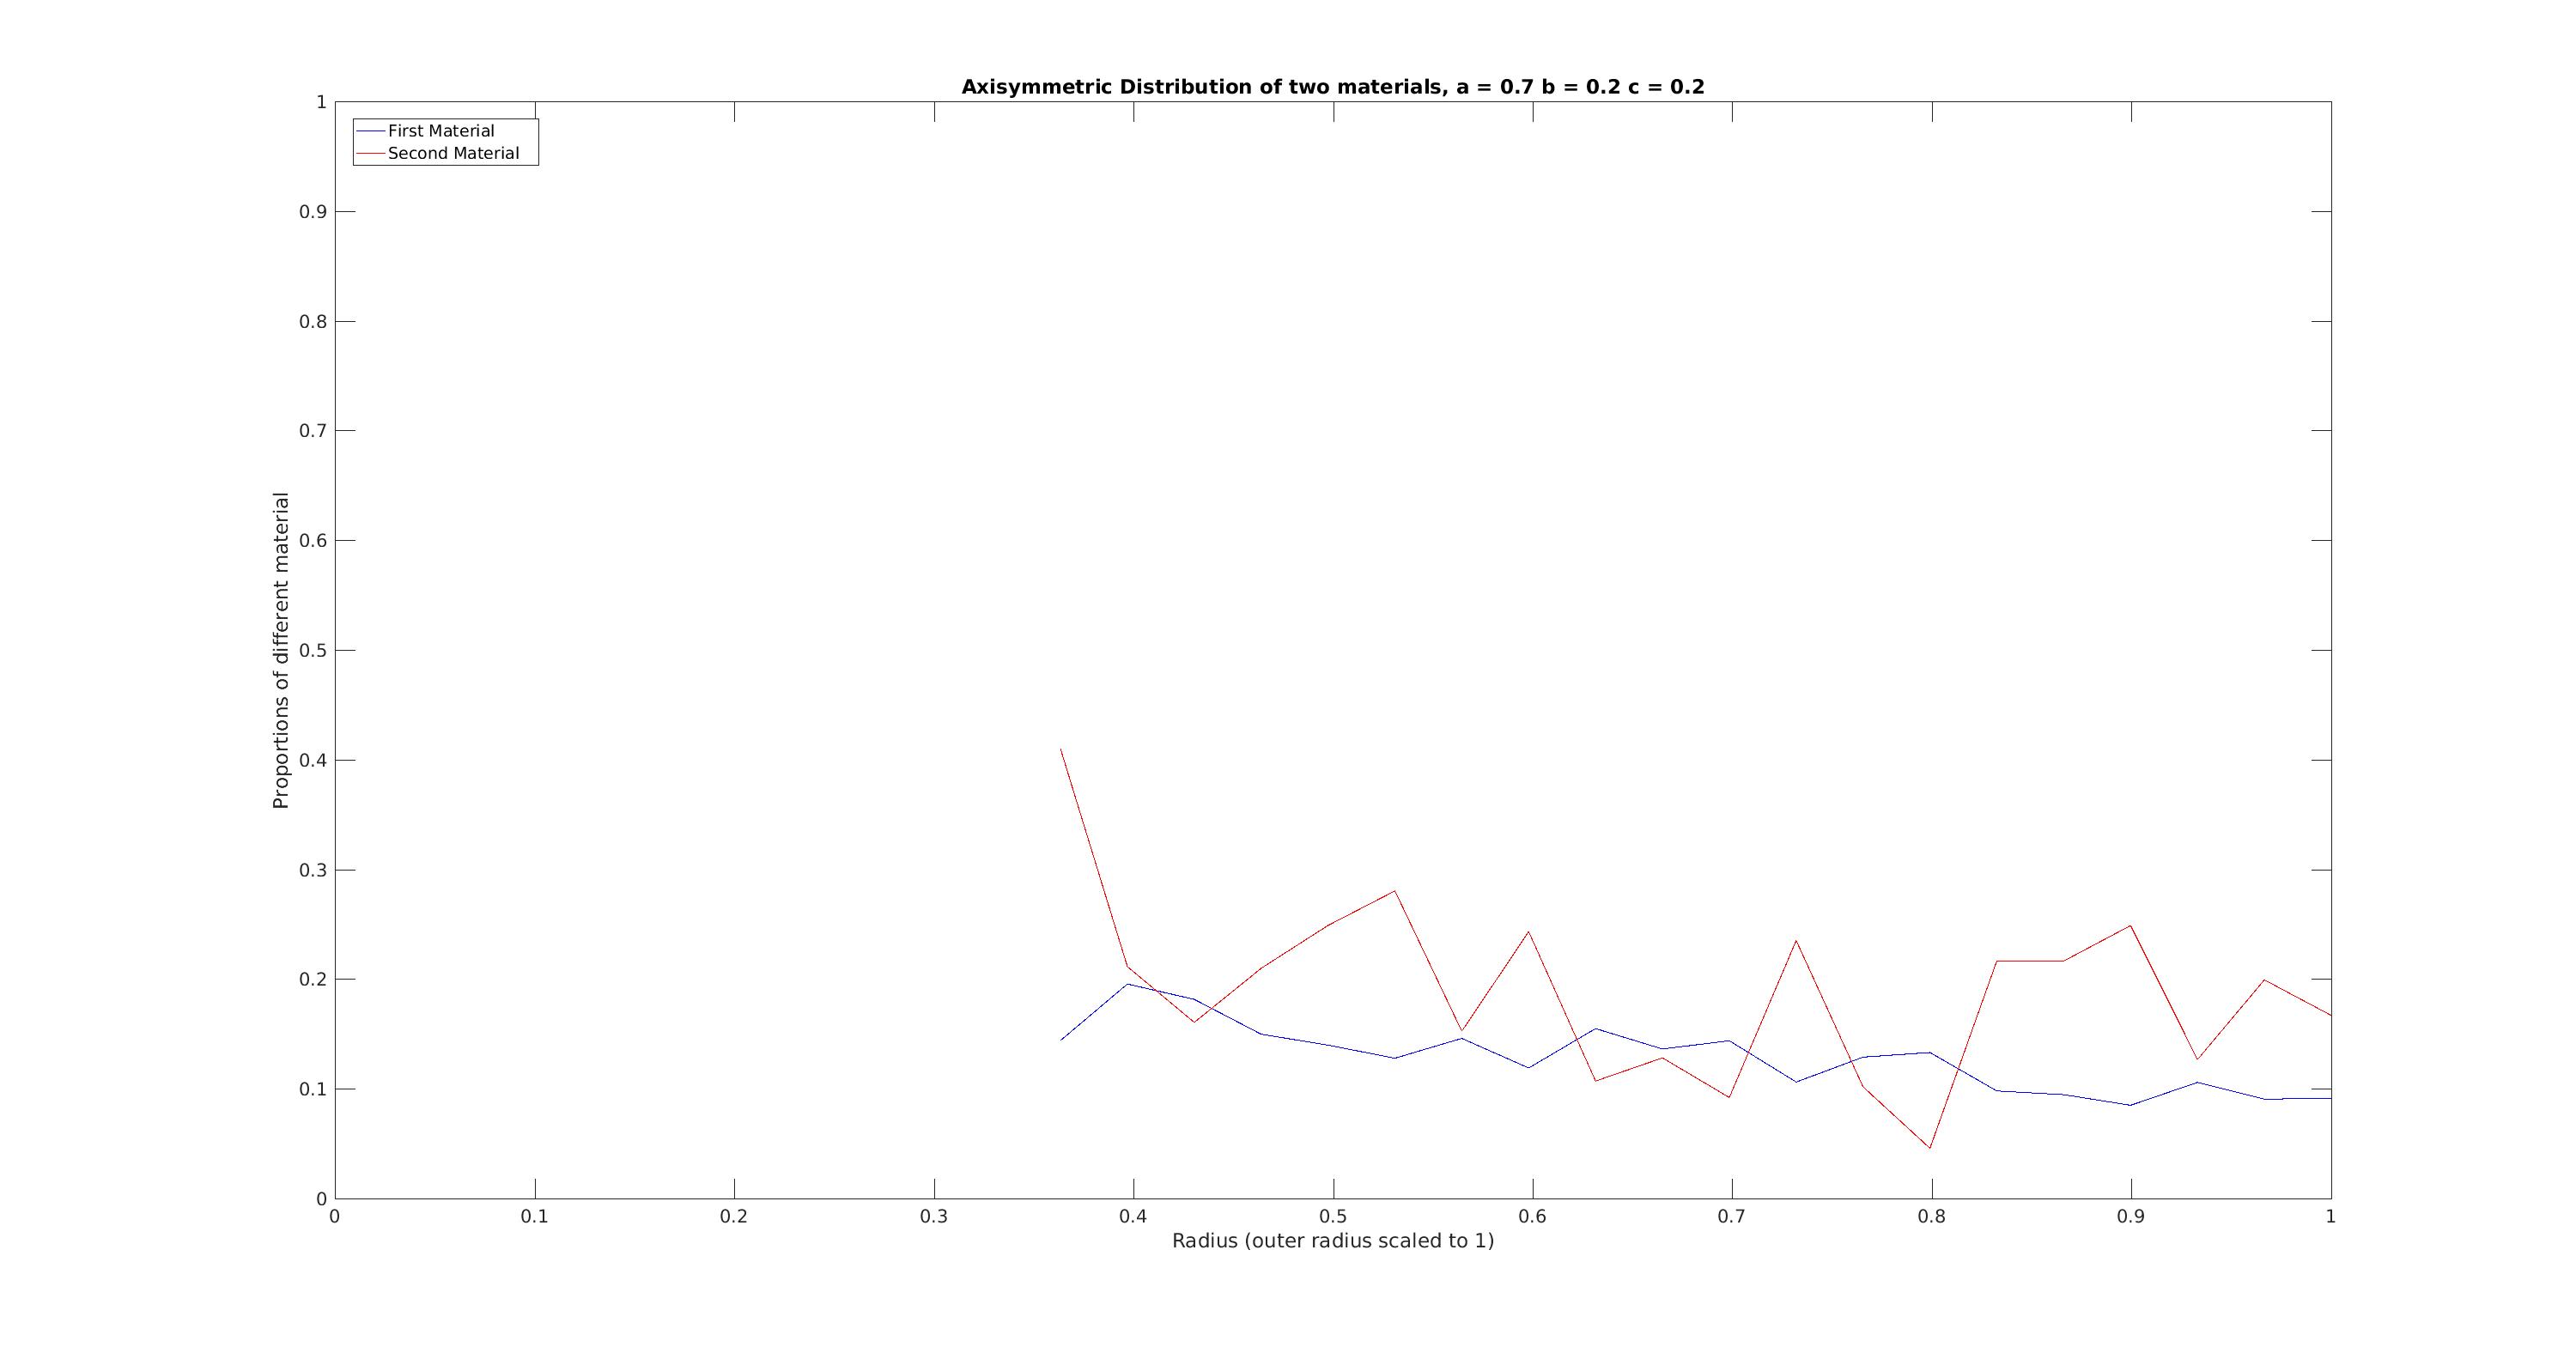 Axisymmetric Distribution of two materials, a = 0.7 b = 0.2 c = 0.2
First Material
Second Material
1
0.9
0.8
0.7
0.6
0.5
0.4
0.3
0.2
0.1
0
Proportions of different material
0 0.1 0.2 0.3 0.4 0.5 0.6 0.7 0.8 0.9 1
Radius (outer radius scaled to 1)